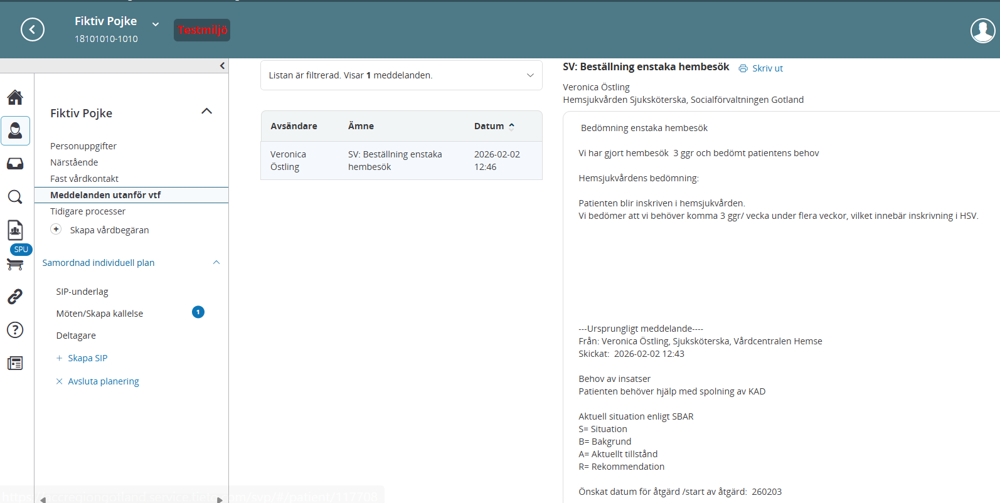 Fiktiv Pojke
18101010-1010
Testmiljö
SPU
Fiktiv Pojke
Personuppgifter
Närstående
Fast vårdkontakt
Meddelanden utanför vtf
Tidigare processer
+ Skapa vårdbegäran
Samordnad individuell plan
SIP-underlag
Möten/Skapa kallelse 1
Deltagare
+ Skapa SIP
× Avsluta planering
Listan är filtrerad. Visar 1 meddelanden.
Avsändare Ämne Datum
Veronica SV: Beställning enstaka 2026-02-02
Östling hembesök 12:46
SV: Beställning enstaka hembesök Skriv ut
Veronica Östling
Hemsjukvården Sjuksköterska, Socialförvaltningen Gotland
Bedömning enstaka hembesök
Vi har gjort hembesök 3 ggr och bedömt patientens behov
Hemsjukvårdens bedömning:
Patienten blir inskriven i hemsjukvården.
Vi bedömer att vi behöver komma 3 ggr/ vecka under flera veckor, vilket innebär inskrivning i HSV.
---Ursprungligt meddelande----
Från: Veronica Östling, Sjuksköterska, Vårdcentralen Hemse
Skickat: 2026-02-02 12:43
Behov av insatser
Patienten behöver hjälp med spolning av KAD
Aktuell situation enligt SBAR
S= Situation
B= Bakgrund
A= Aktuellt tillstånd
R= Rekommendation
Önskat datum för åtgärd /start av åtgärd: 260203